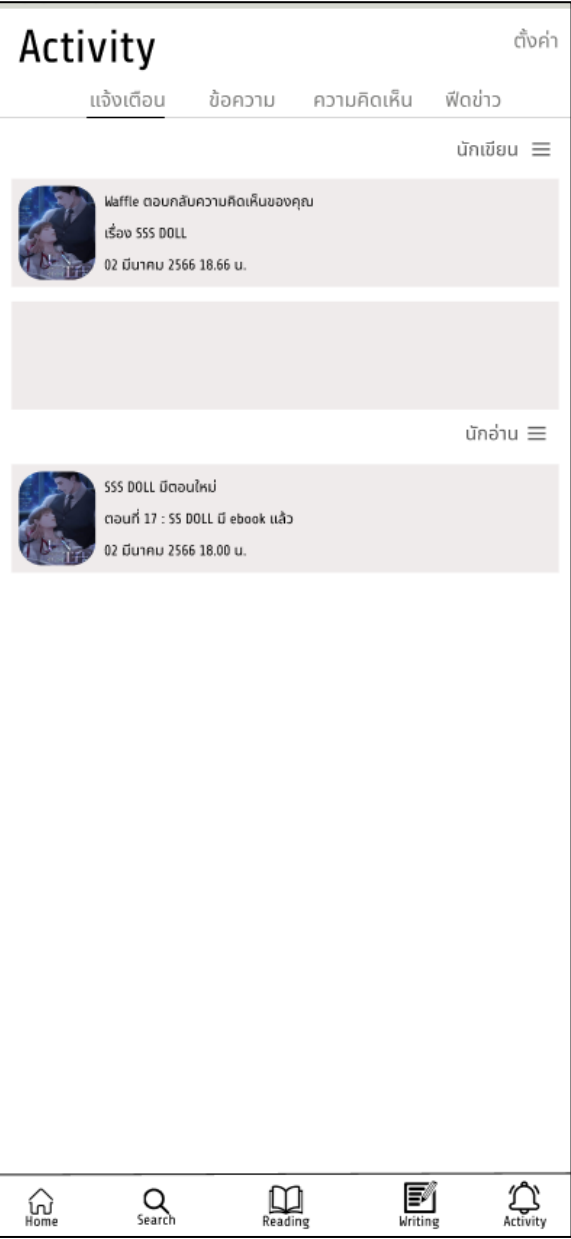 Activity
ตั้งค่า
แจ้งเตือน ข้อความ ความคิดเห็น ฟีดข่าว
นักเขียน
Waffle ตอบกลับความคิดเห็นของคุณ
เรื่อง SSS DOLL
02 มีนาคม 2566 18.66 น.
นักอ่าน
SSS DOLL มีตอนใหม่
ตอนที่ 17 : SS DOLL มี ebook แล้ว
02 มีนาคม 2566 18.00 น.
Home Search Reading Writing Activity